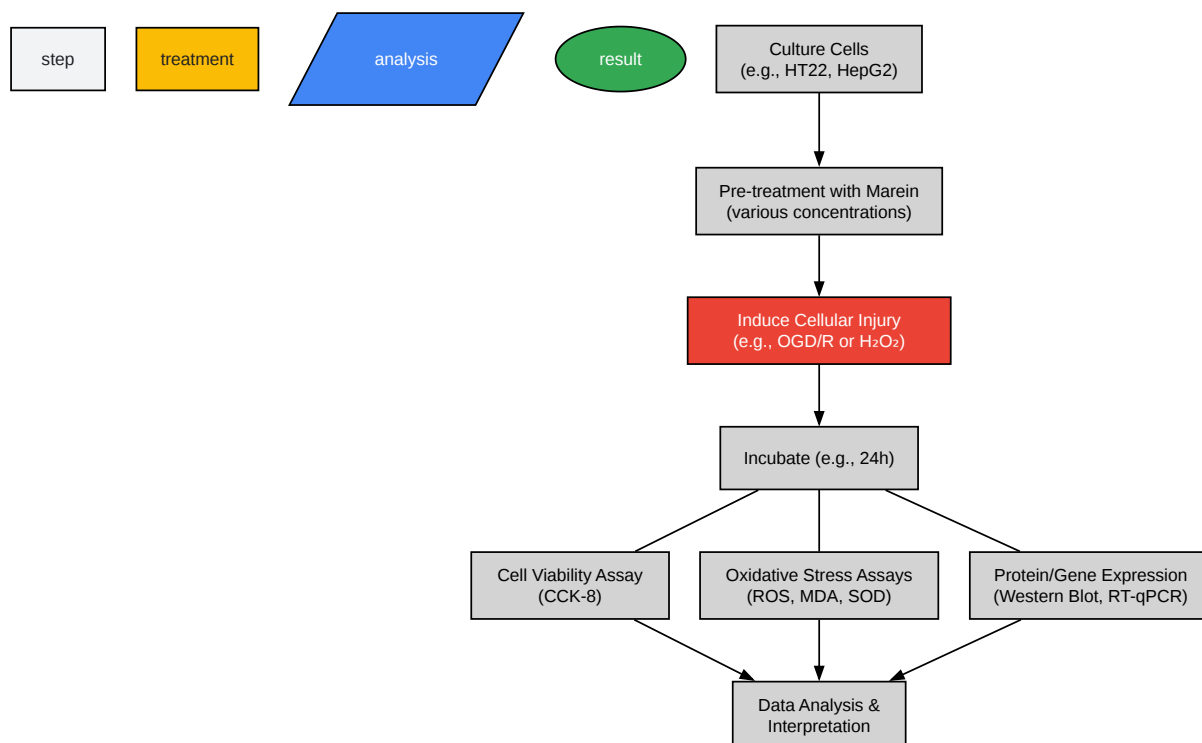 step
treatment
analysis
result
Culture Cells
(e.g., HT22, HepG2)
Pre-treatment with Marein
(various concentrations)
Induce Cellular Injury
(e.g., OGD/R or H₂O₂)
Incubate (e.g., 24h)
Cell Viability Assay
(CCK-8)
Oxidative Stress Assays
(ROS, MDA, SOD)
Protein/Gene Expression
(Western Blot, RT-qPCR)
Data Analysis &
Interpretation